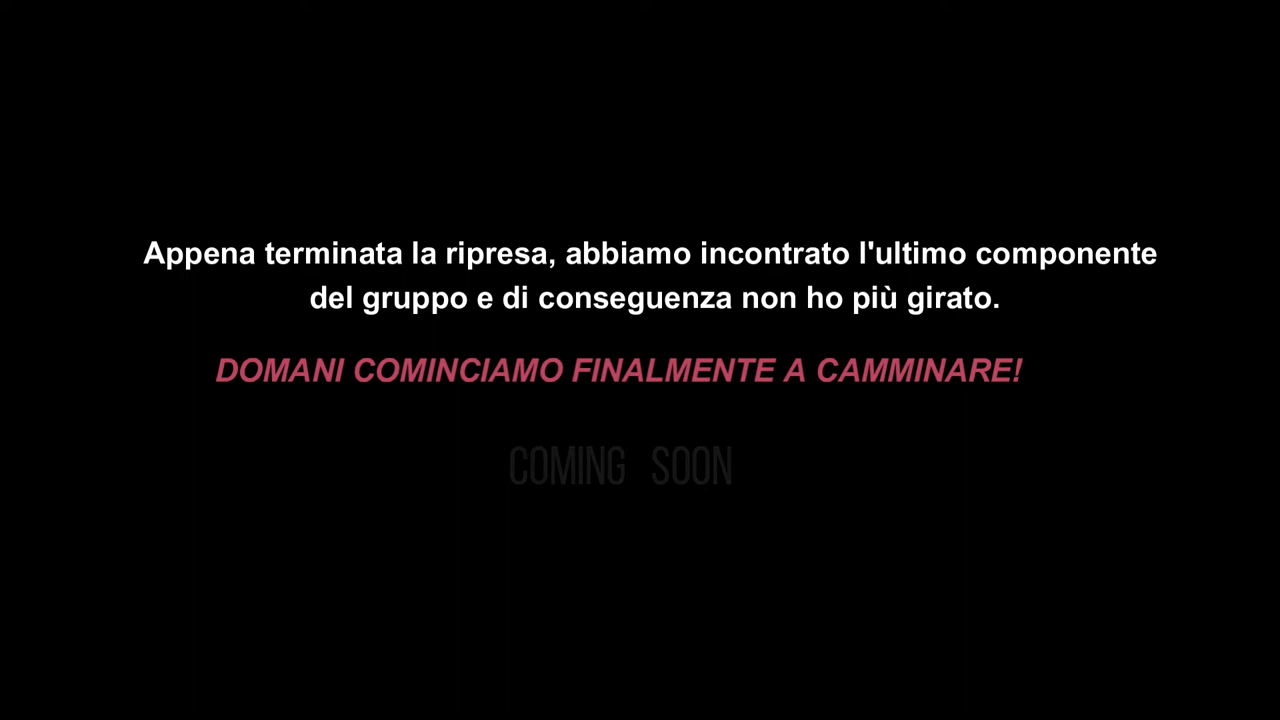 Appena terminata la ripresa, abbiamo incontrato l'ultimo componente
del gruppo e di conseguenza non ho più girato.
DOMANI COMINCIAMO FINALMENTE A CAMMINARE!
COMING SOON